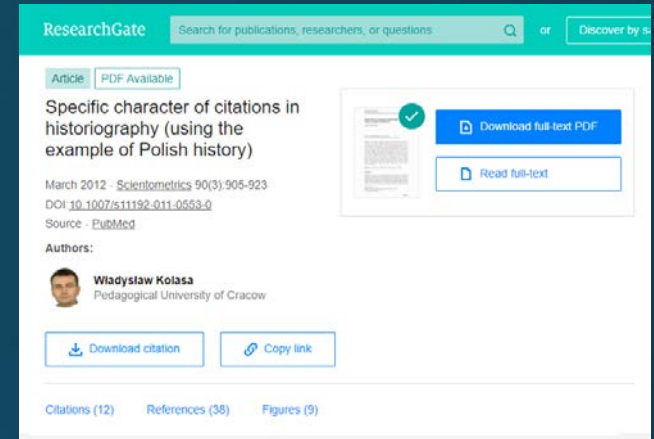 ResearchGate
Search for publications, researchers, or questions
or
Discover by
Article
PDF Available
Specific character of citations in
historiography (using the
example of Polish history)
Download full-text PDF
Read full-text
March 2012 · Scientometrics 90(3):905-923
DOI:10.1007/s11192-011-0553-0
Source · PubMed
Authors:
Władysław Kolasa
Pedagogical University of Cracow
Download citation
Copy link
Citations (12)
References (38)
Figures (9)